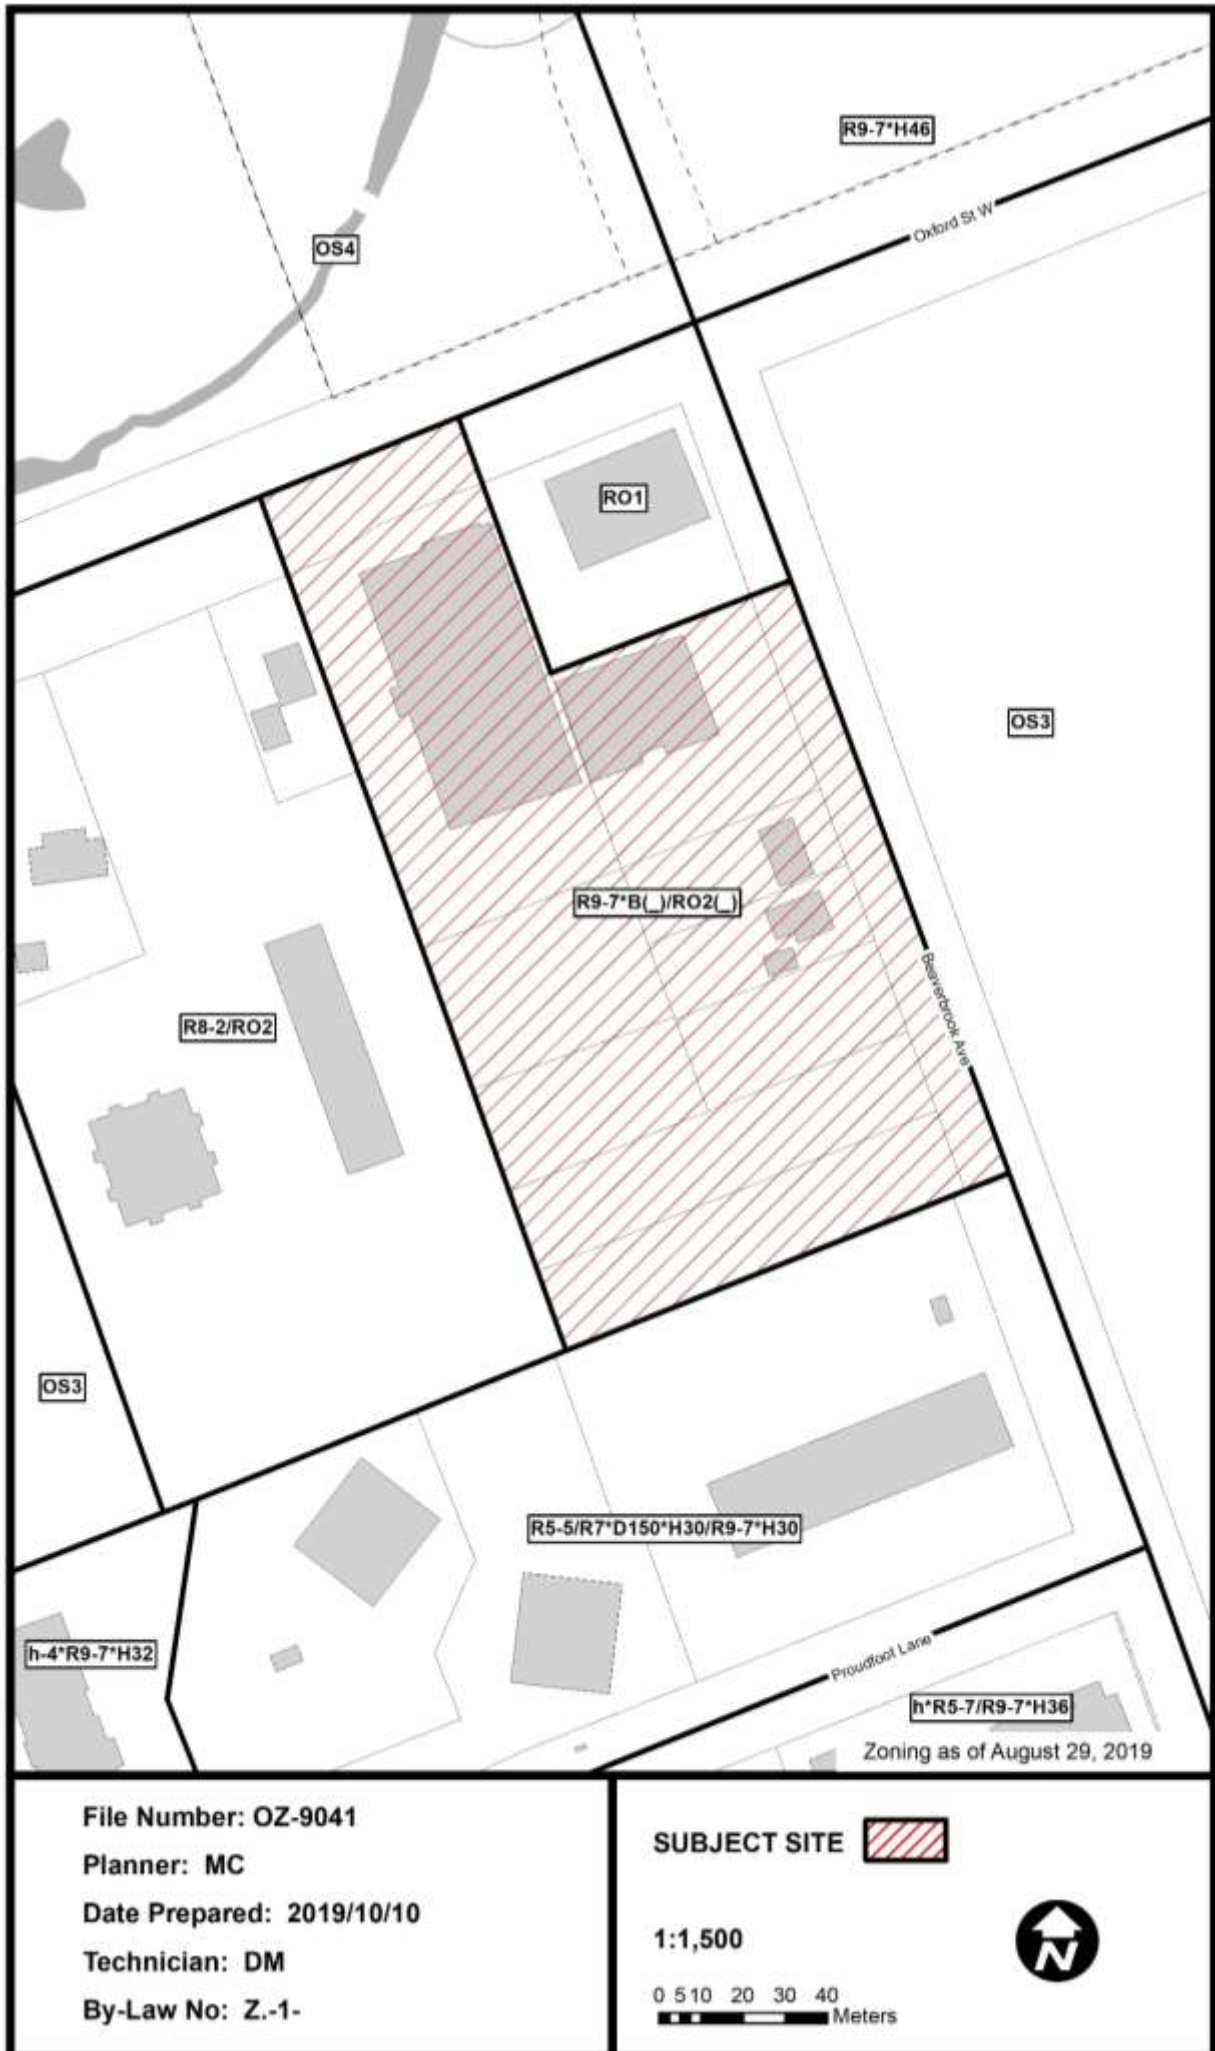 R9-7*H46
Oxford St W
OS4
RO1
OS3
R9-7*B(_)/RO2(_)
Beaverbrook Ave
R8-2/RO2
OS3
R5-5/R7*D150*H30/R9-7*H30
h-4*R9-7*H32
Proudfoot Lane
h*R5-7/R9-7*H36
Zoning as of August 29, 2019
File Number: OZ-9041
Planner: MC
Date Prepared: 2019/10/10
Technician: DM
By-Law No: Z.-1-
SUBJECT SITE
1:1,500
0 5 10 20 30 40
Meters
N